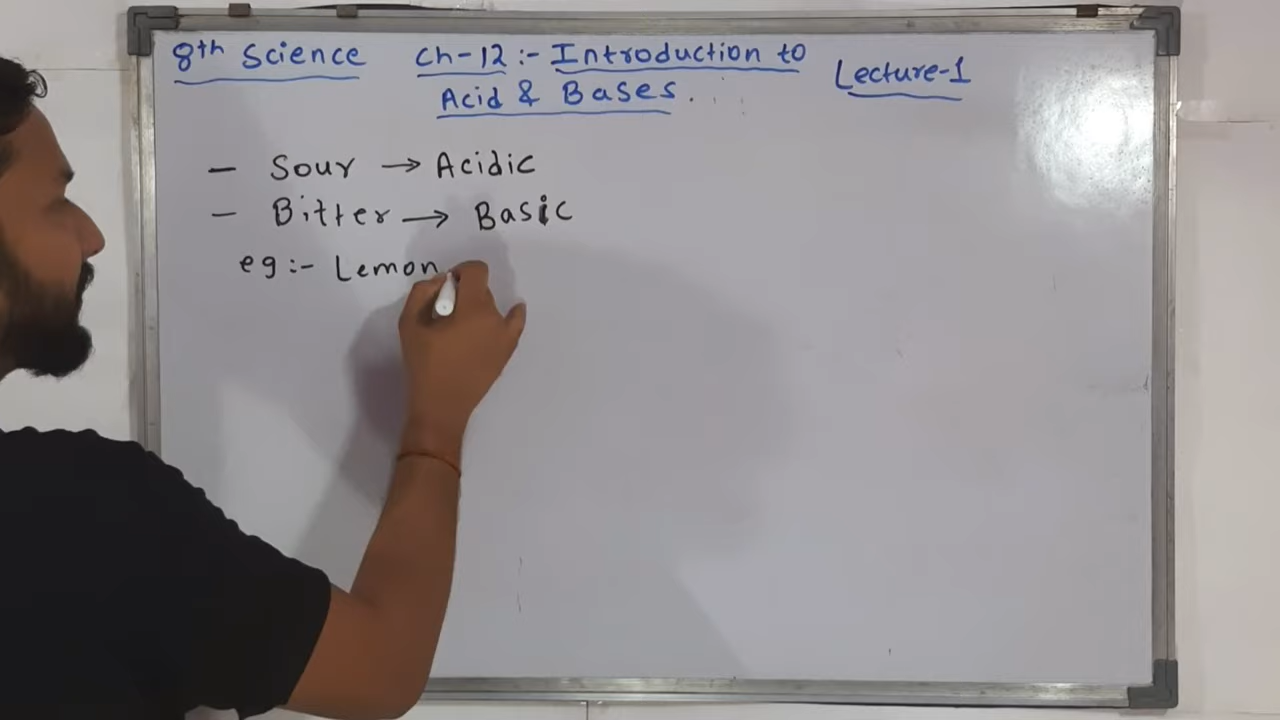 8th Science Ch-12 :- Introduction to
Acid & Bases.
Lecture-1
- Sour → Acidic
- Bitter → Basic
eg :- Lemon